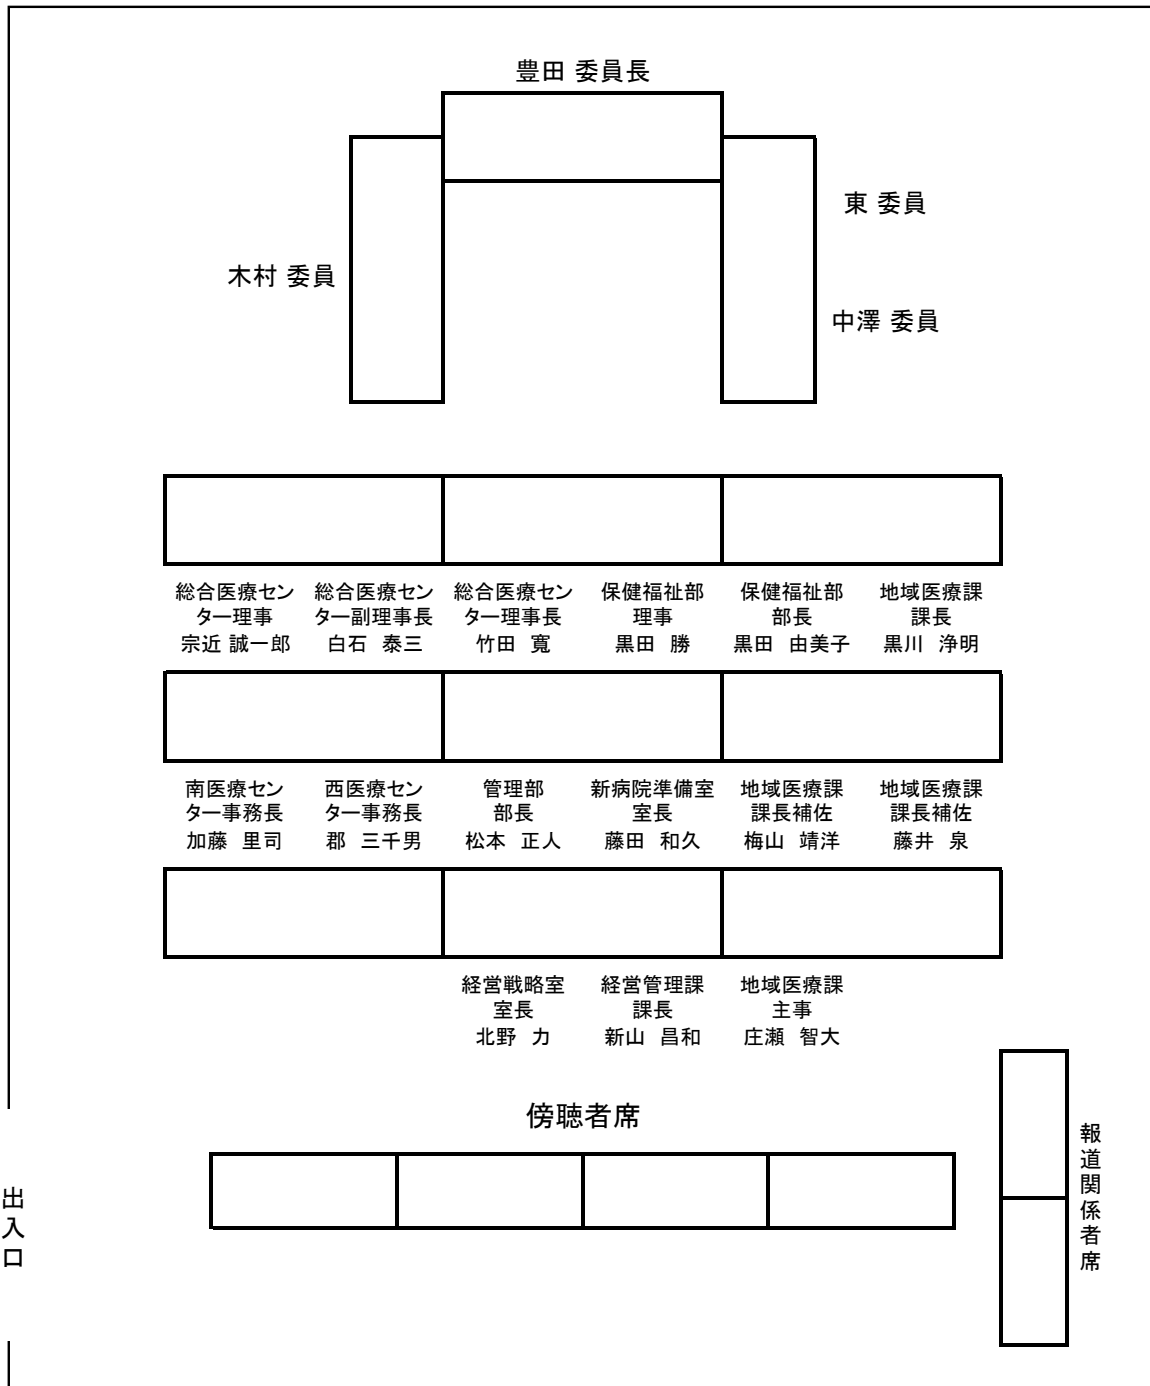 豊田 委員長
東 委員
木村 委員
中澤 委員
総合医療セン 総合医療セン 総合医療セン 保健福祉部 保健福祉部 地域医療課
ター理事 ター副理事長 ター理事長 理事 部長 課長
宗近 誠一郎 白石 泰三 竹田 寛 黒田 勝 黒田 由美子 黒川 浄明
南医療セン 西医療セン 管理部 新病院準備室 地域医療課 地域医療課
ター事務長 ター事務長 部長 室長 課長補佐 課長補佐
加藤 里司 郡 三千男 松本 正人 藤田 和久 梅山 靖洋 藤井 泉
経営戦略室 経営管理課 地域医療課
室長 課長 主事
北野 力 新山 昌和 庄瀬 智大
傍聴者席
報道関係者席
出入口